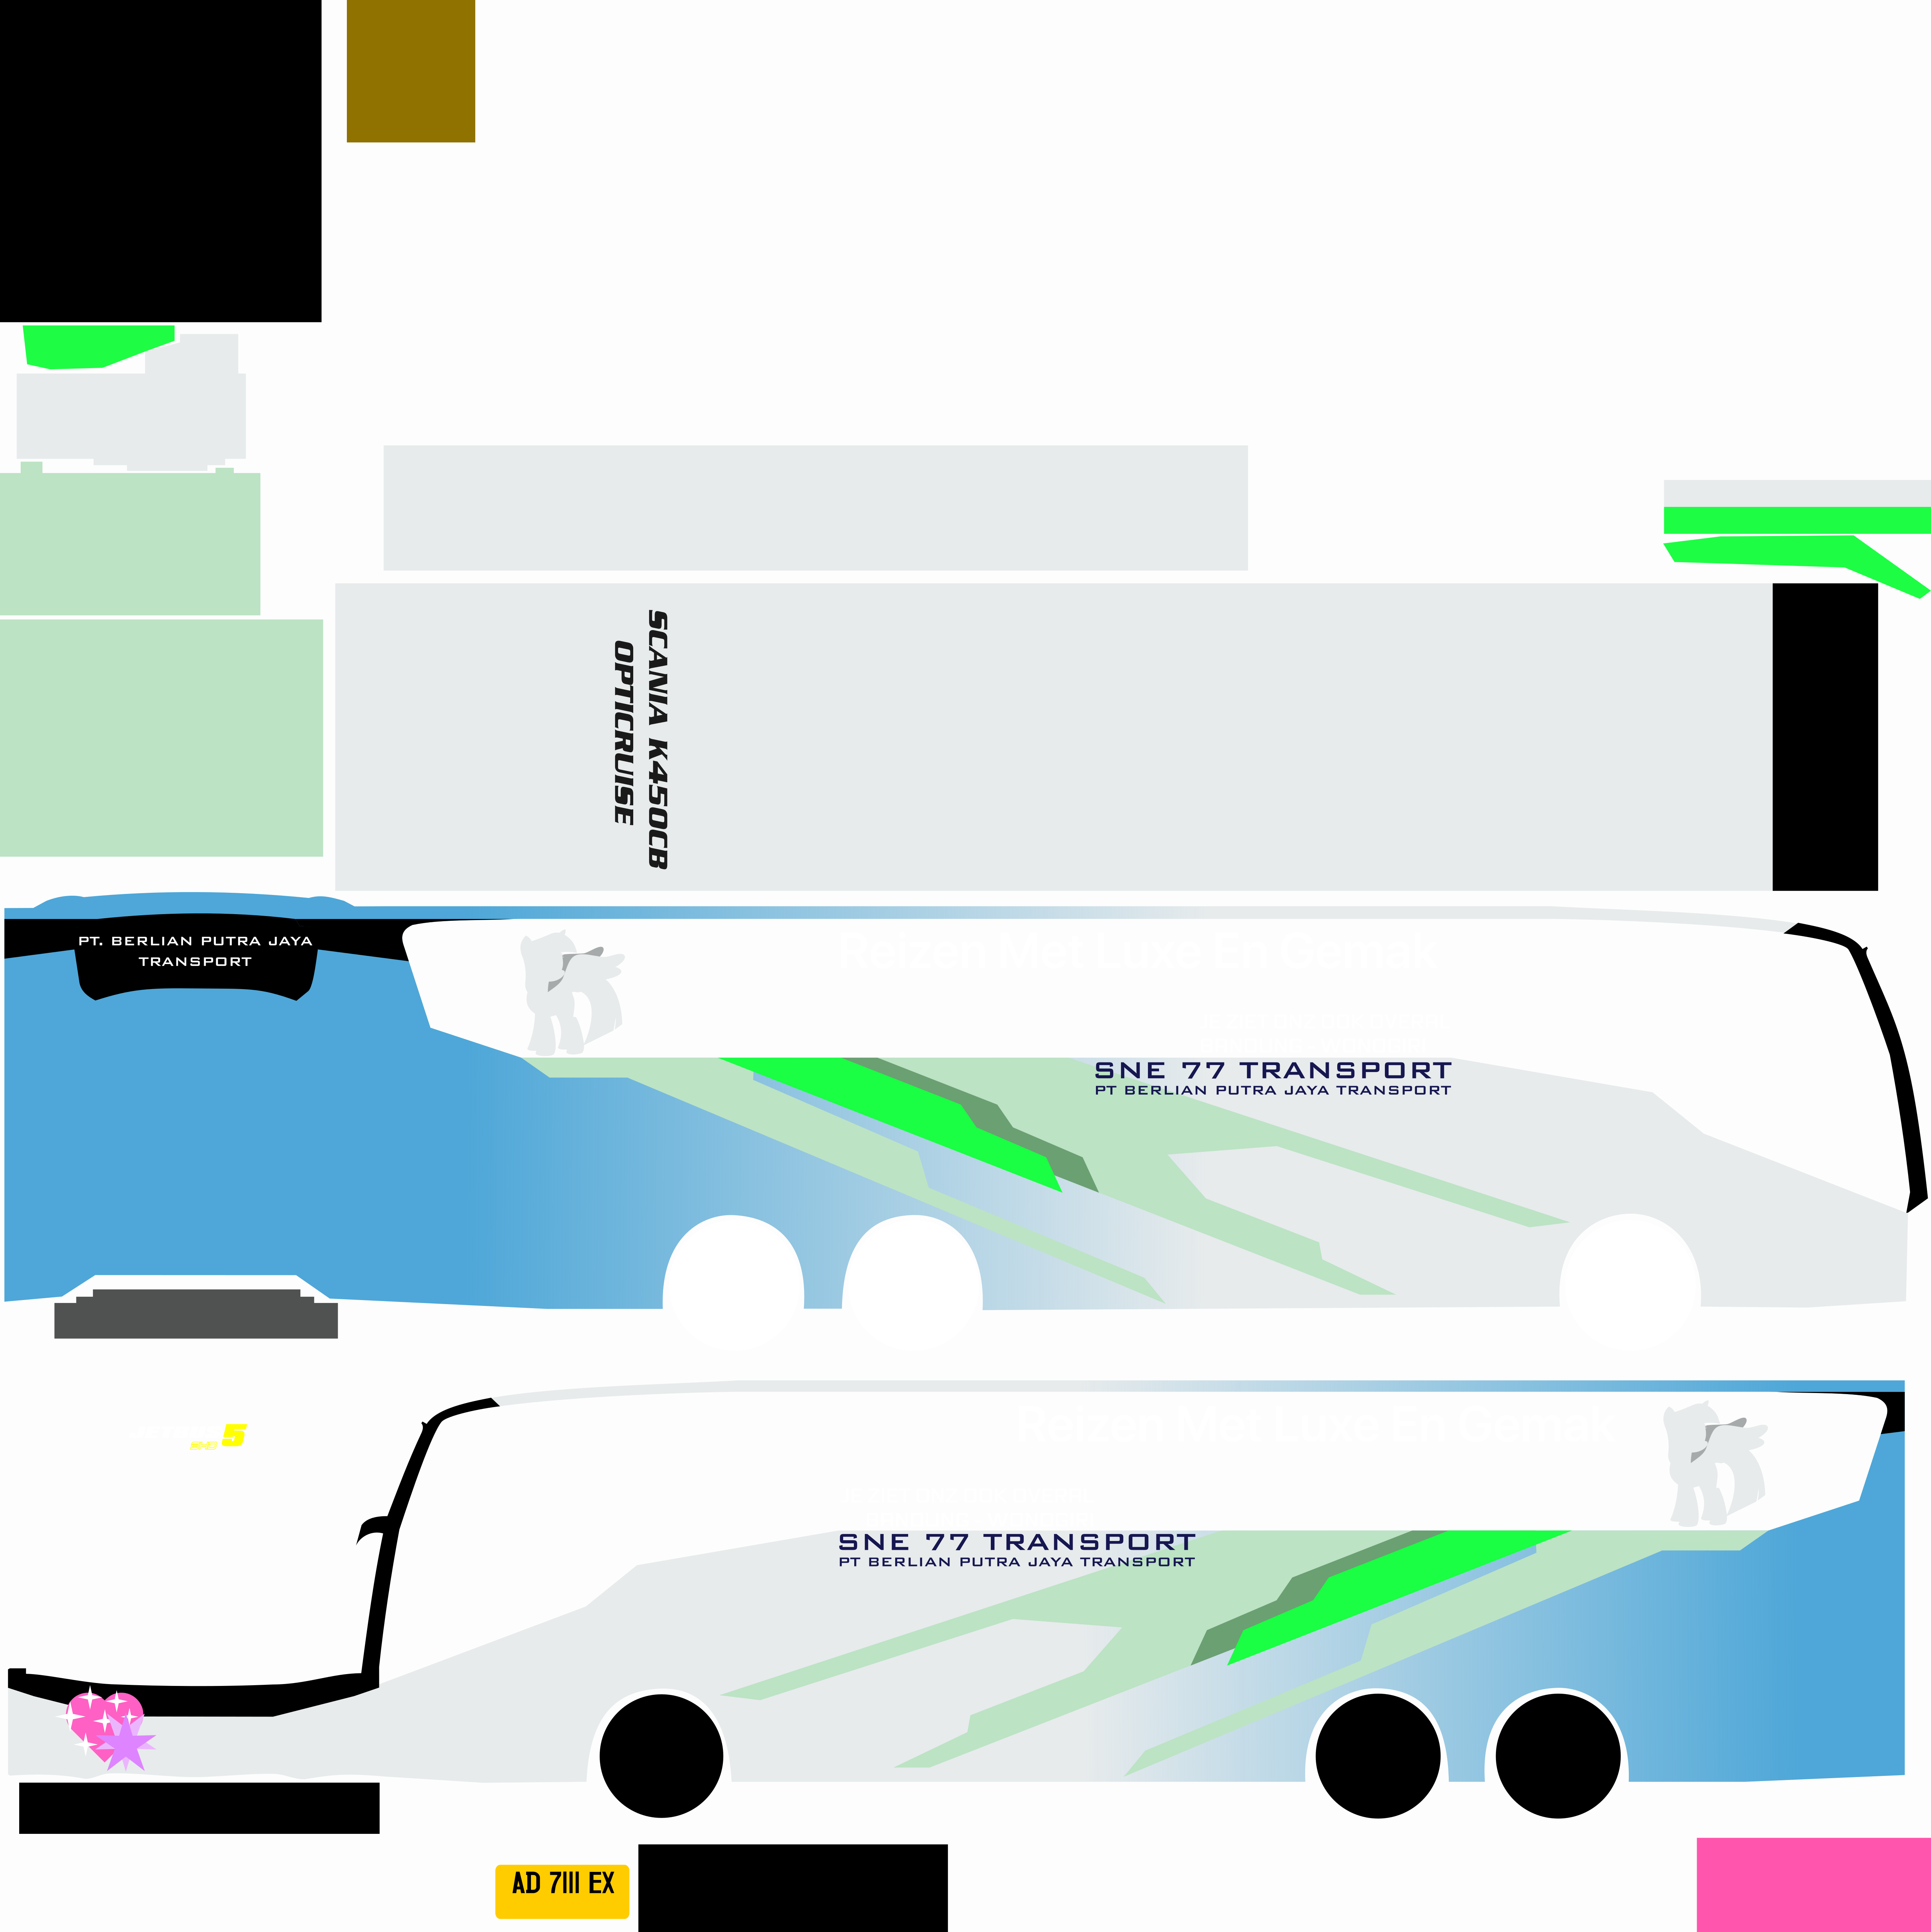 SCANIA K450CB
OPTICRUISE
PT. BERLIAN PUTRA JAYA
TRANSPORT
Reizen Met Luxe En Gemak
SNE 77 TRANSPORT
PT BERLIAN PUTRA JAYA TRANSPORT
5
Reizen Met Luxe En Gemak
SNE 77 TRANSPORT
PT BERLIAN PUTRA JAYA TRANSPORT
AD 7111 EX